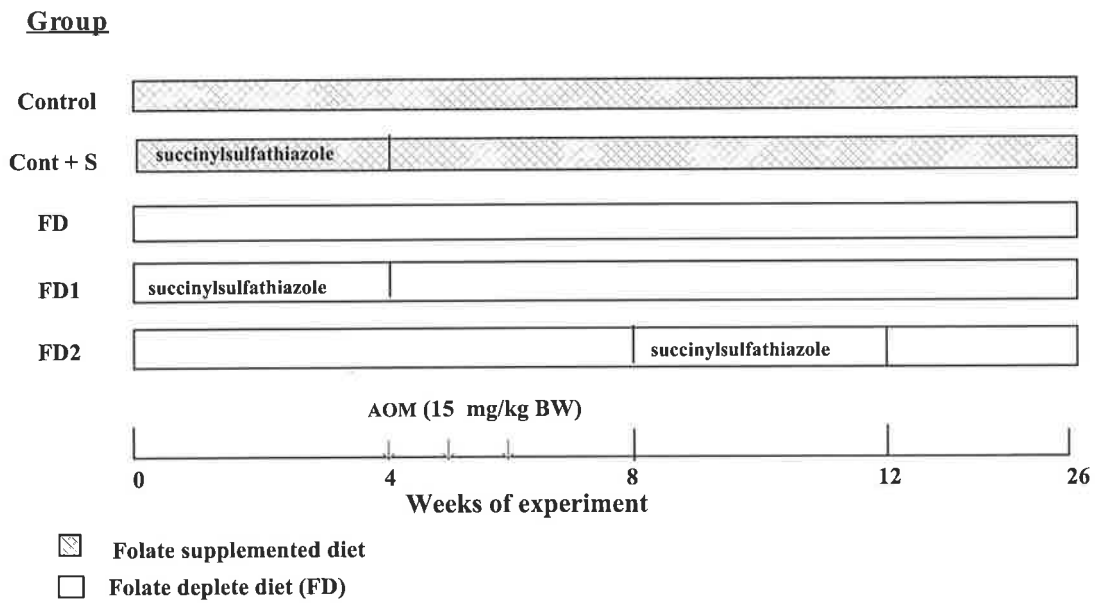 Group
Control
Cont + S
succinylsulfathiazole
FD
FD1
succinylsulfathiazole
FD2
succinylsulfathiazole
AOM (15 mg/kg BW)
0 4 8 12 26
Weeks of experiment
Folate supplemented diet
Folate deplete diet (FD)